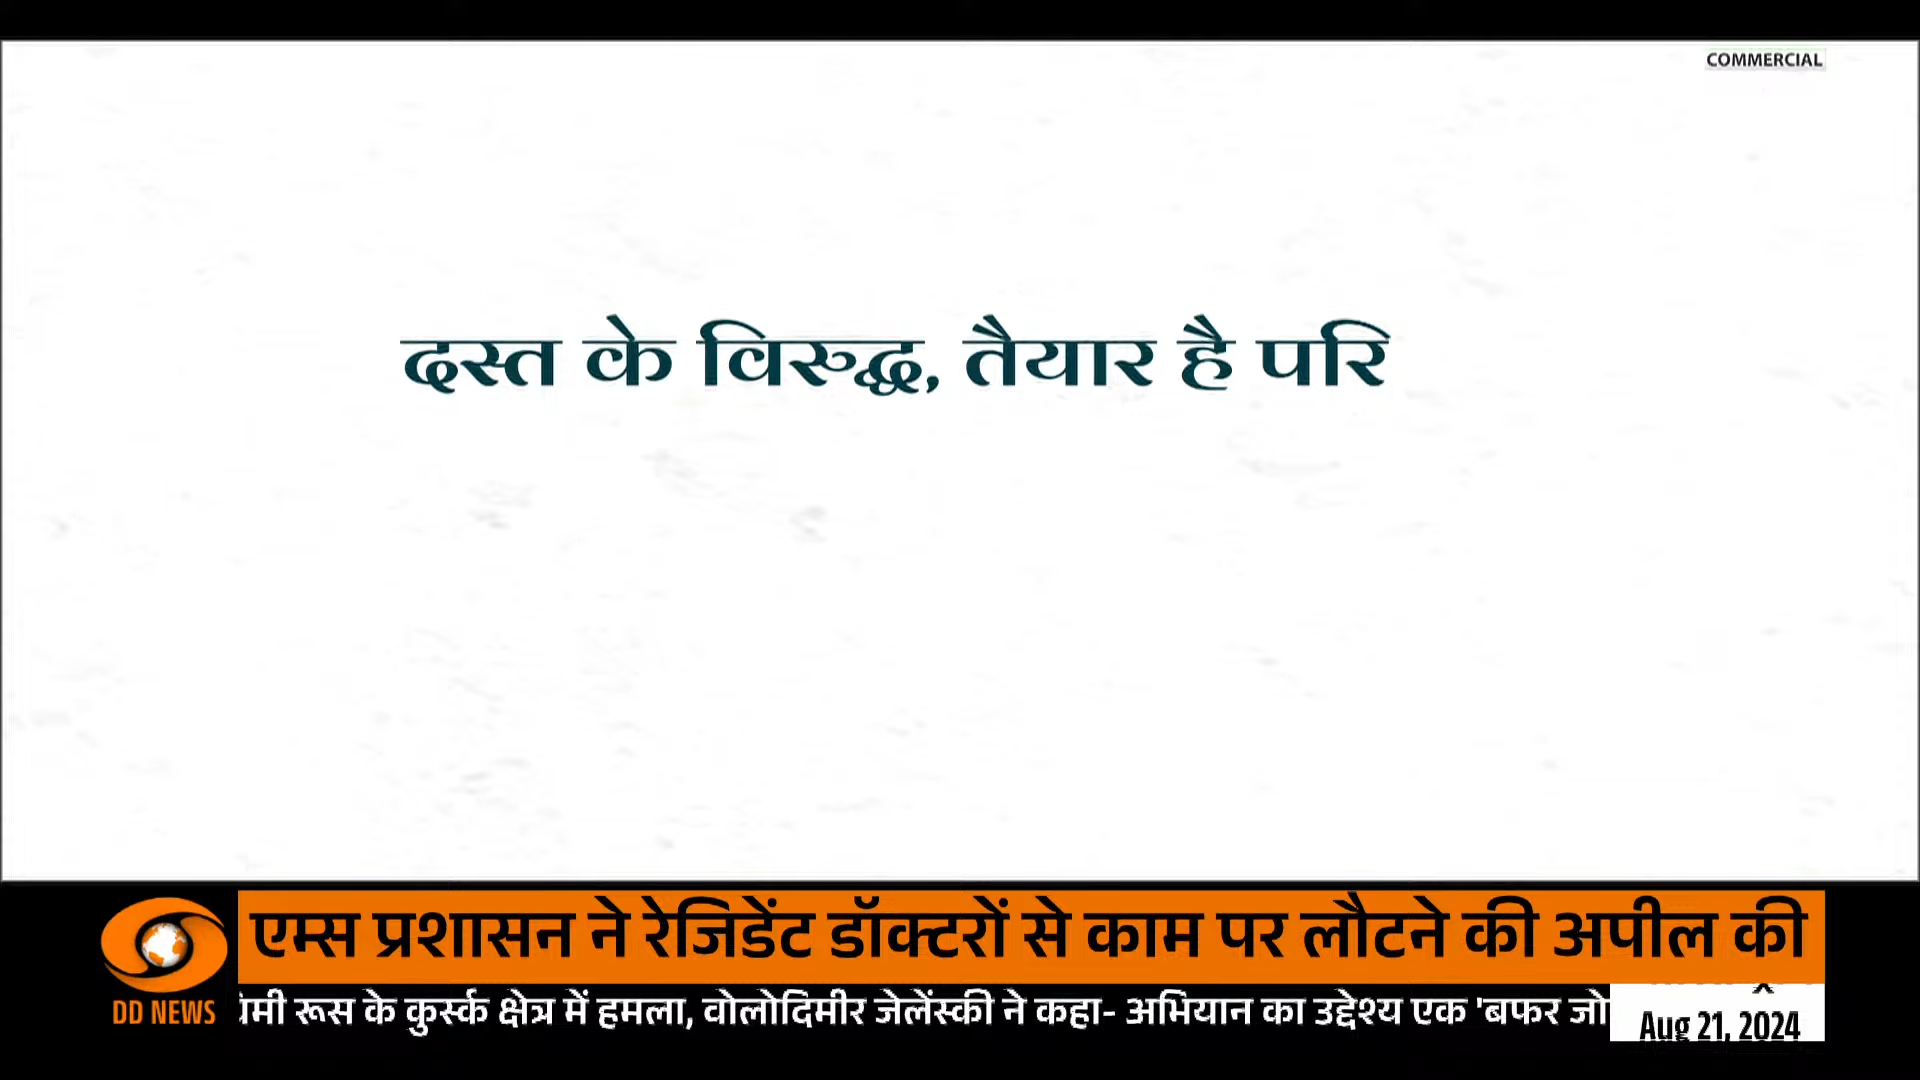 COMMERCIAL
दस्त के विरुद्ध, तैयार है परि
एम्स प्रशासन ने रेजिडेंट डॉक्टरों से काम पर लौटने की अपील की
DD NEWS
रूस के कुर्स्क क्षेत्र में हमला, वोलोदिमीर जेलेंस्की ने कहा- अभियान का उद्देश्य एक 'बफर जो
Aug 21, 2024